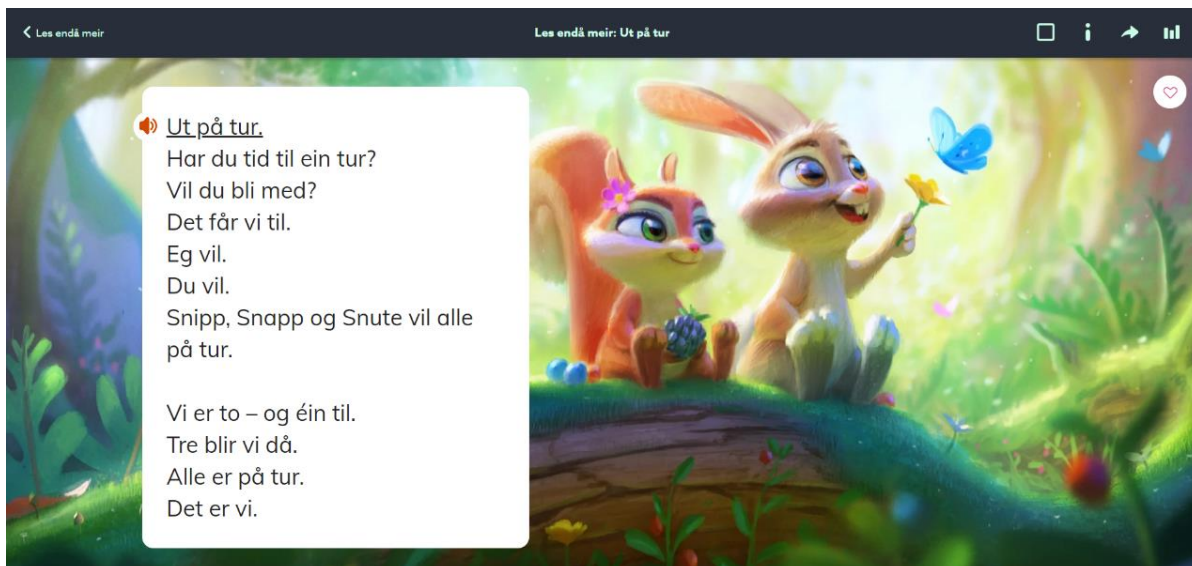 Les endå meir
Les endå meir: Ut på tur
Ut på tur.
Har du tid til ein tur?
Vil du bli med?
Det får vi til.
Eg vil.
Du vil.
Snipp, Snapp og Snute vil alle
på tur.
Vi er to – og éin til.
Tre blir vi då.
Alle er på tur.
Det er vi.